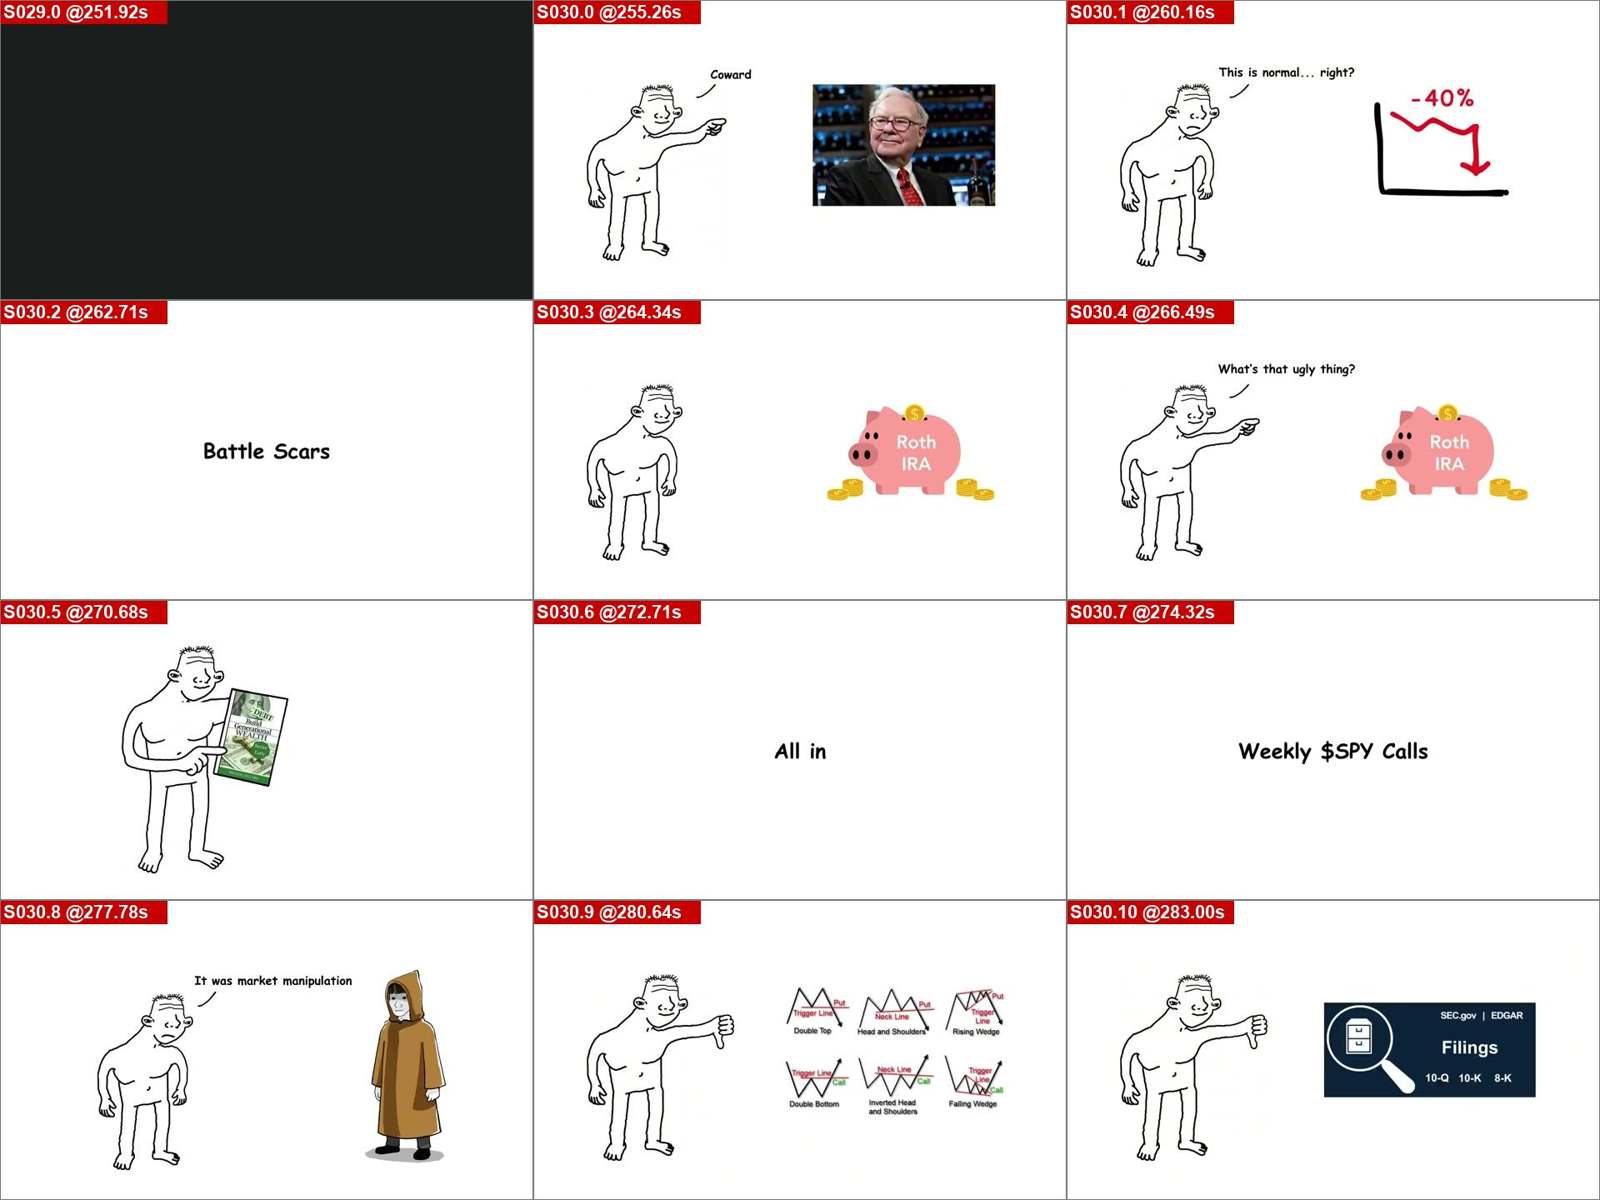 S029.0 @251.92s
S030.0 @255.26s
Coward
S030.1 @260.16s
This is normal... right?
-40%
S030.2 @262.71s
Battle Scars
S030.3 @264.34s
$
Roth
IRA
S030.4 @266.49s
What's that ugly thing?
$
Roth
IRA
S030.5 @270.68s
DEBT
Build
Generational
WEALTH
S030.6 @272.71s
All in
S030.7 @274.32s
Weekly $SPY Calls
S030.8 @277.78s
It was market manipulation
S030.9 @280.64s
Put
Trigger Line
Double Top
Put
Neck Line
Head and Shoulders
Put
Trigger
Line
Rising Wedge
Trigger Line
Call
Double Bottom
Neck Line
Call
Inverted Head
and Shoulders
Trigger
Line
Call
Falling Wedge
S030.10 @283.00s
SEC.gov | EDGAR
Filings
10-Q 10-K 8-K